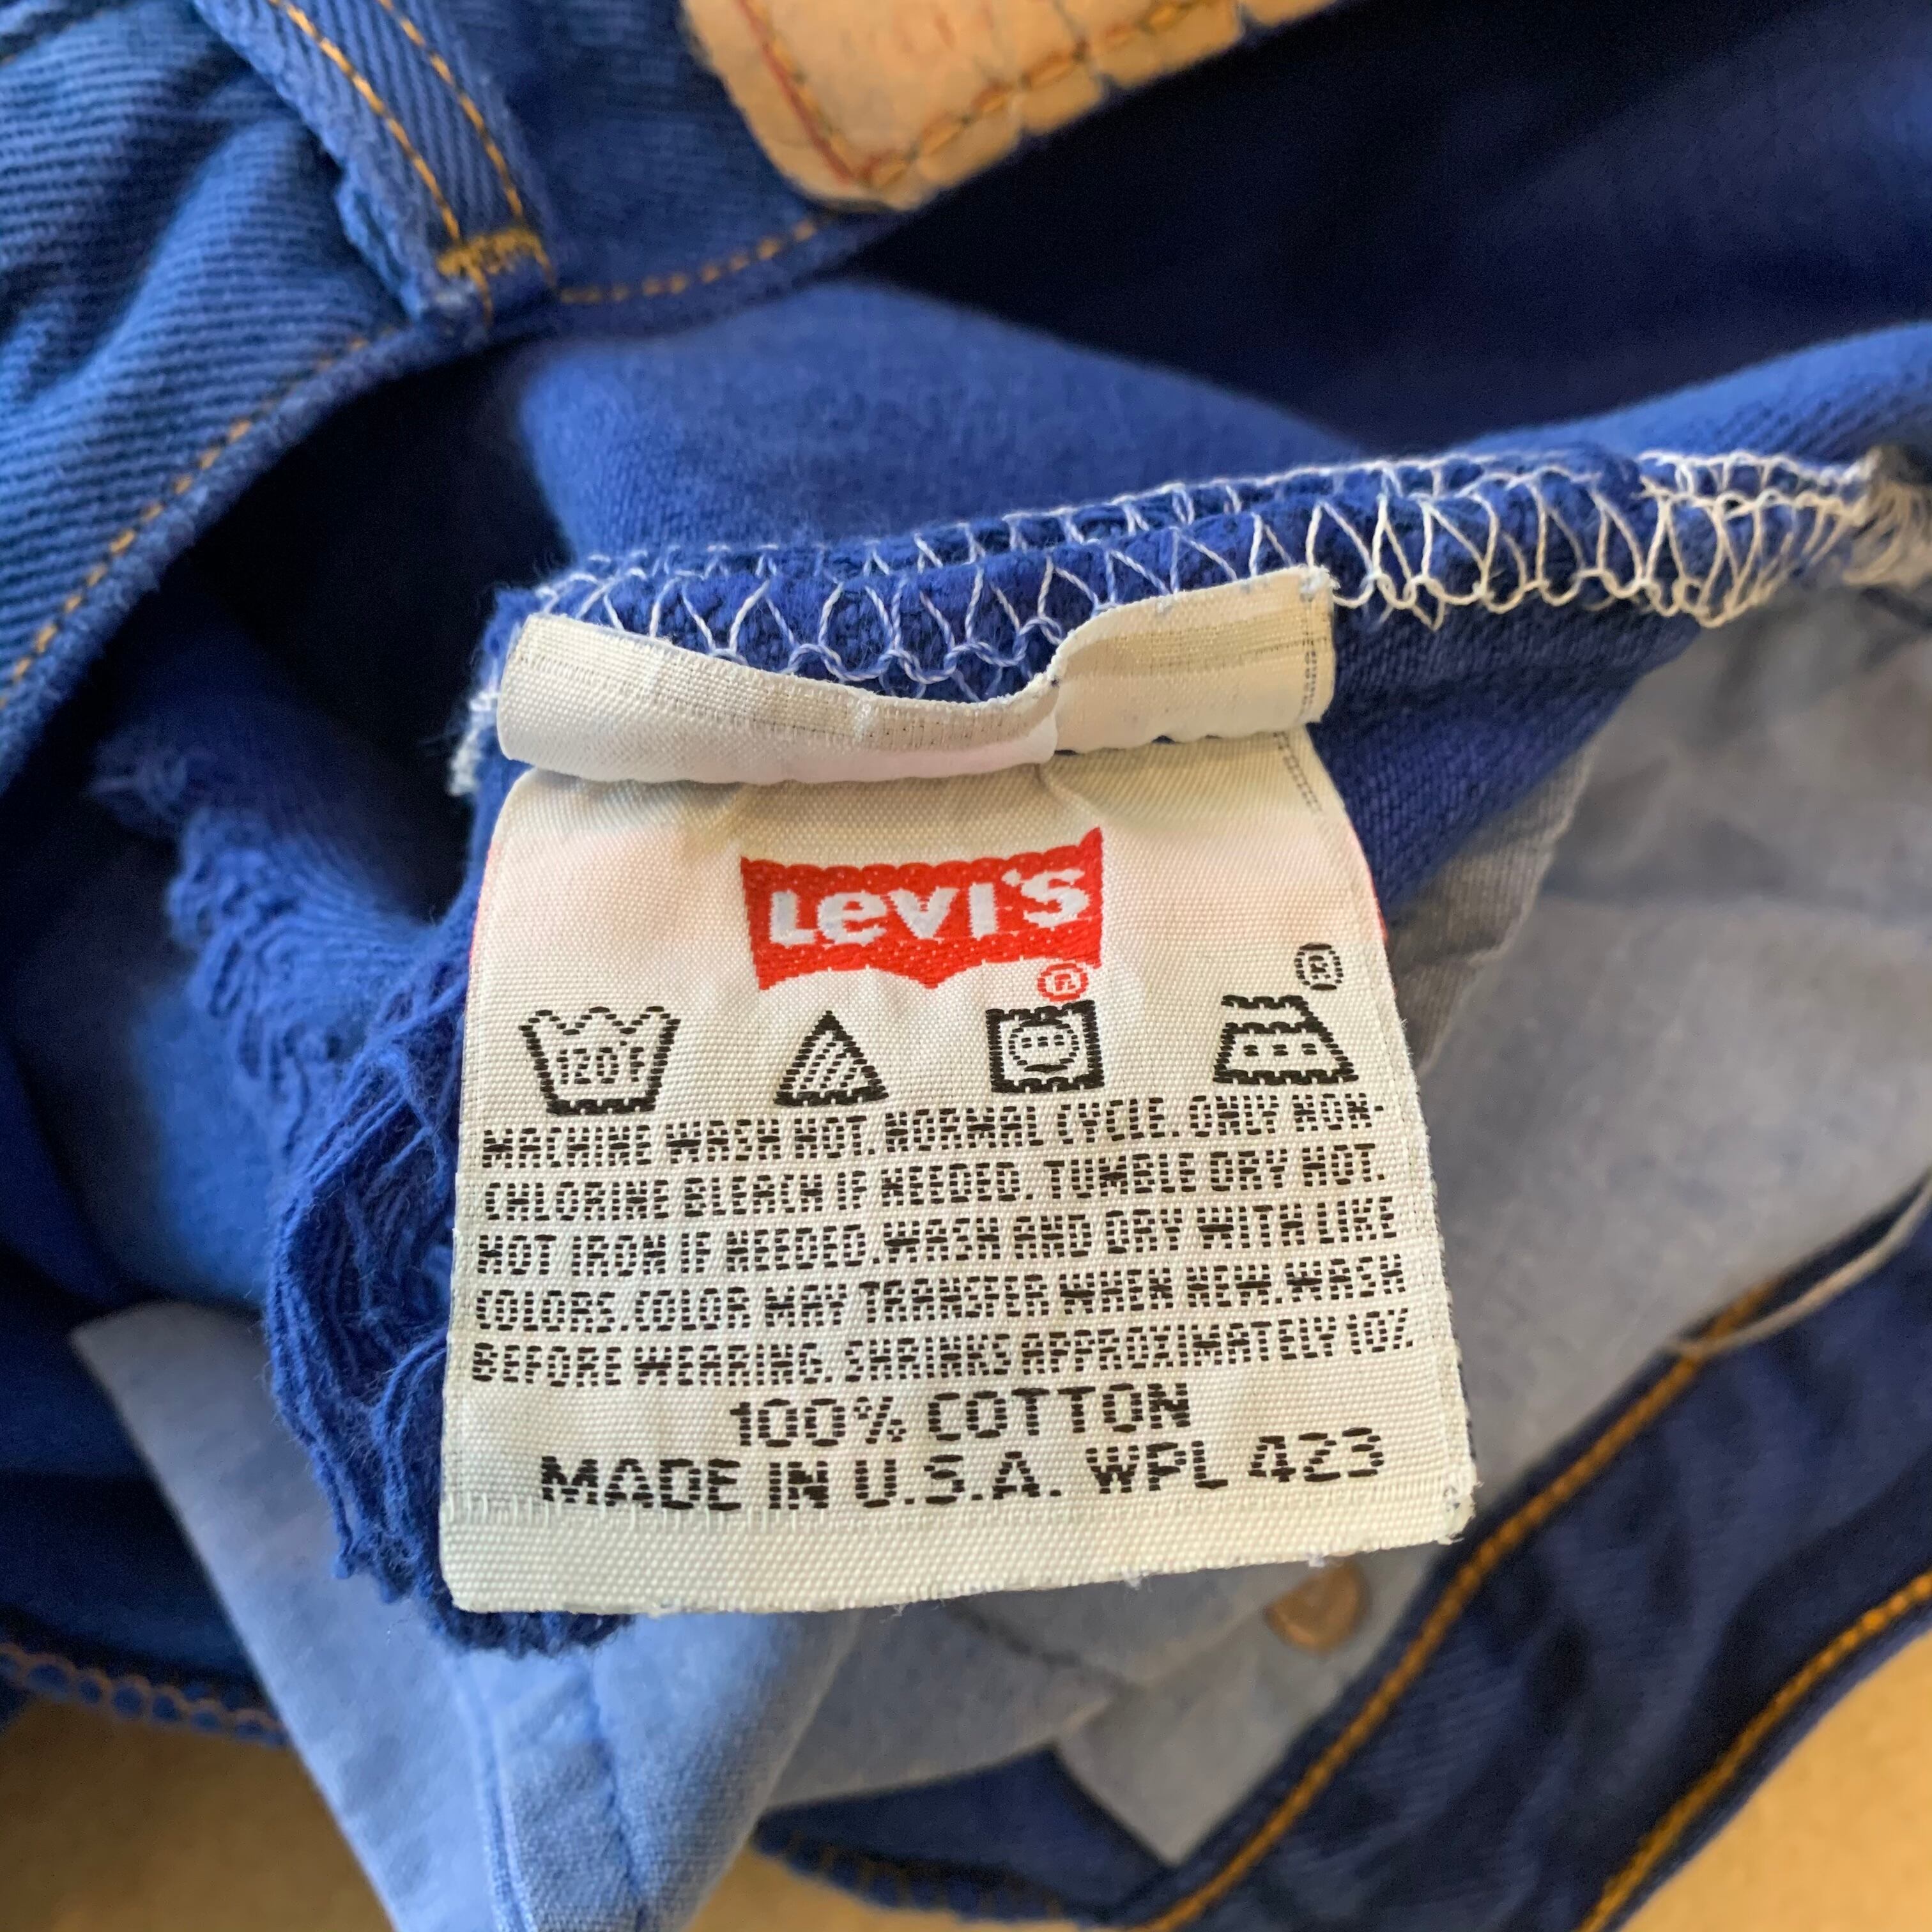 Levi's
®
®
120F
MACHINE WASH HOT. NORMAL CYCLE. ONLY NON-
CHLORINE BLEACH IF NEEDED. TUMBLE DRY HOT.
HOT IRON IF NEEDED. WASH AND DRY WITH LIKE
COLORS. COLOR MAY TRANSFER WHEN NEW. WASH
BEFORE WEARING. SHRINKS APPROXIMATELY 10%
100% COTTON
MADE IN U.S.A. WPL 423